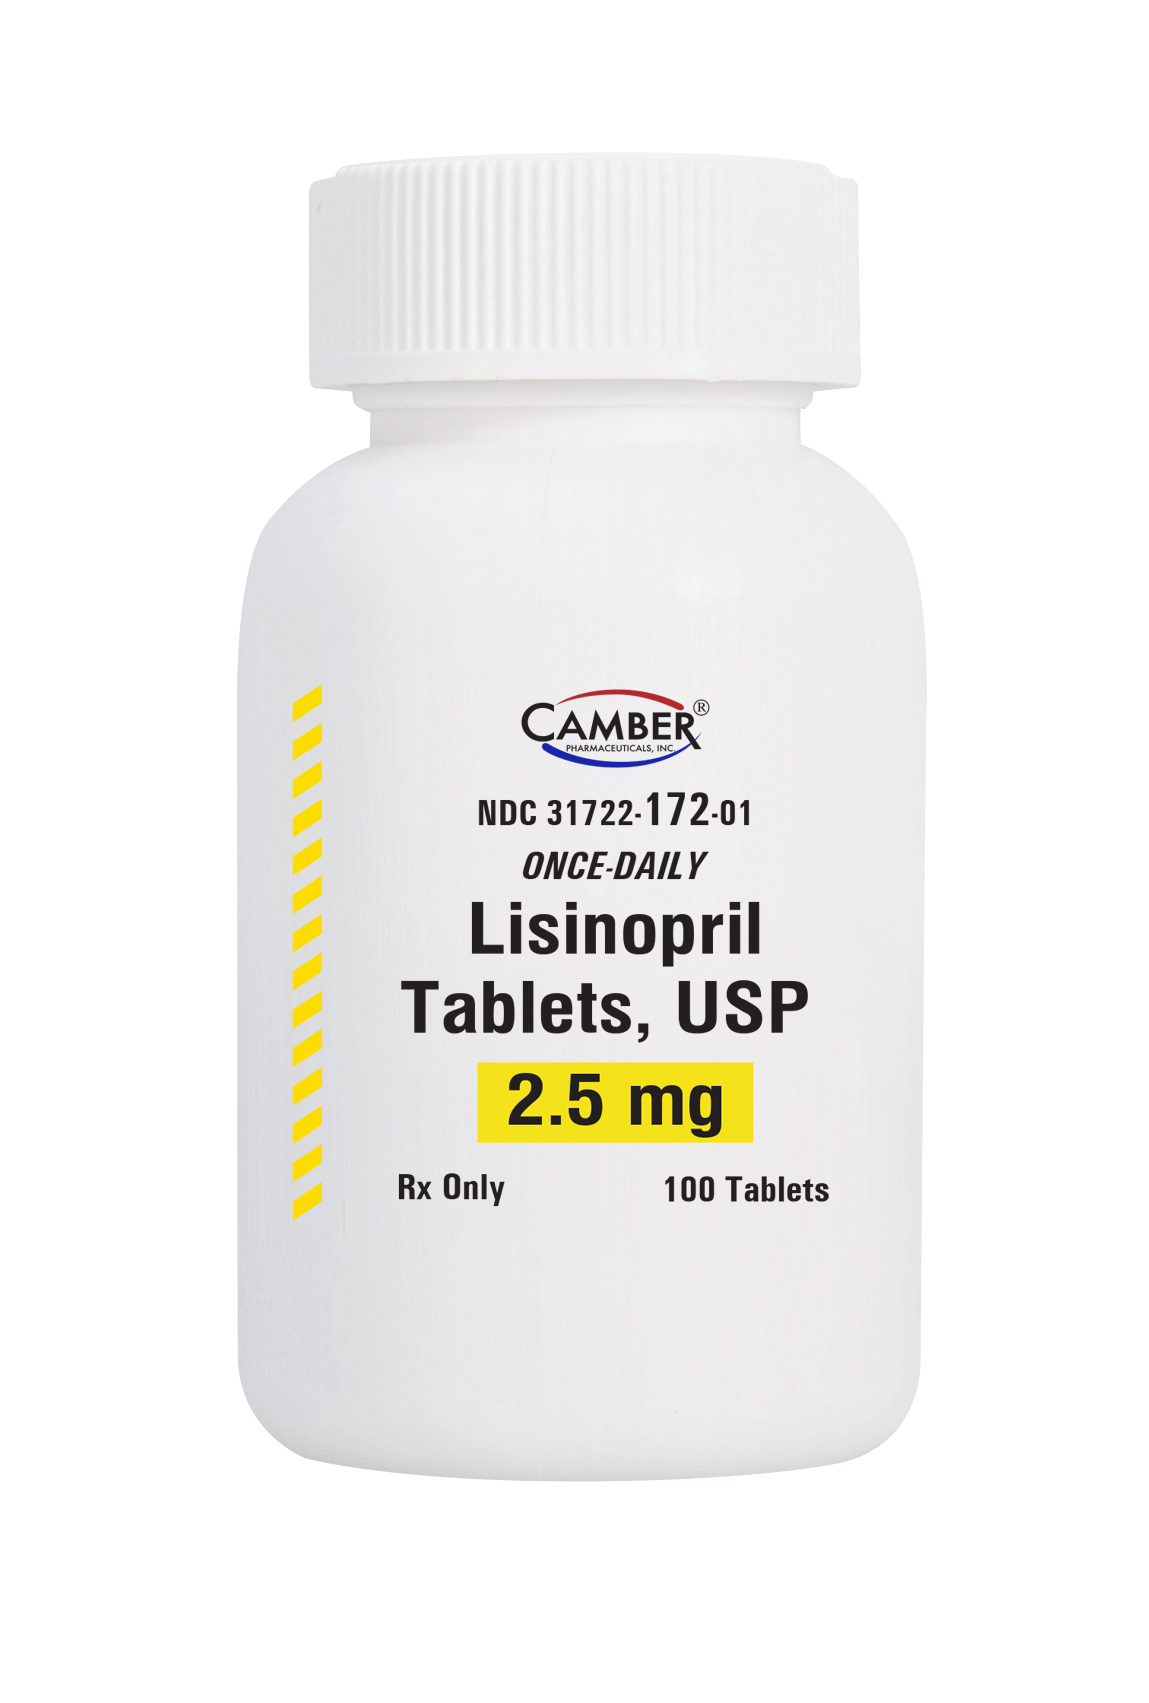 CAMBER®
PHARMACEUTICALS, INC.
NDC 31722-172-01
ONCE-DAILY
Lisinopril
Tablets, USP
2.5 mg
Rx Only 100 Tablets